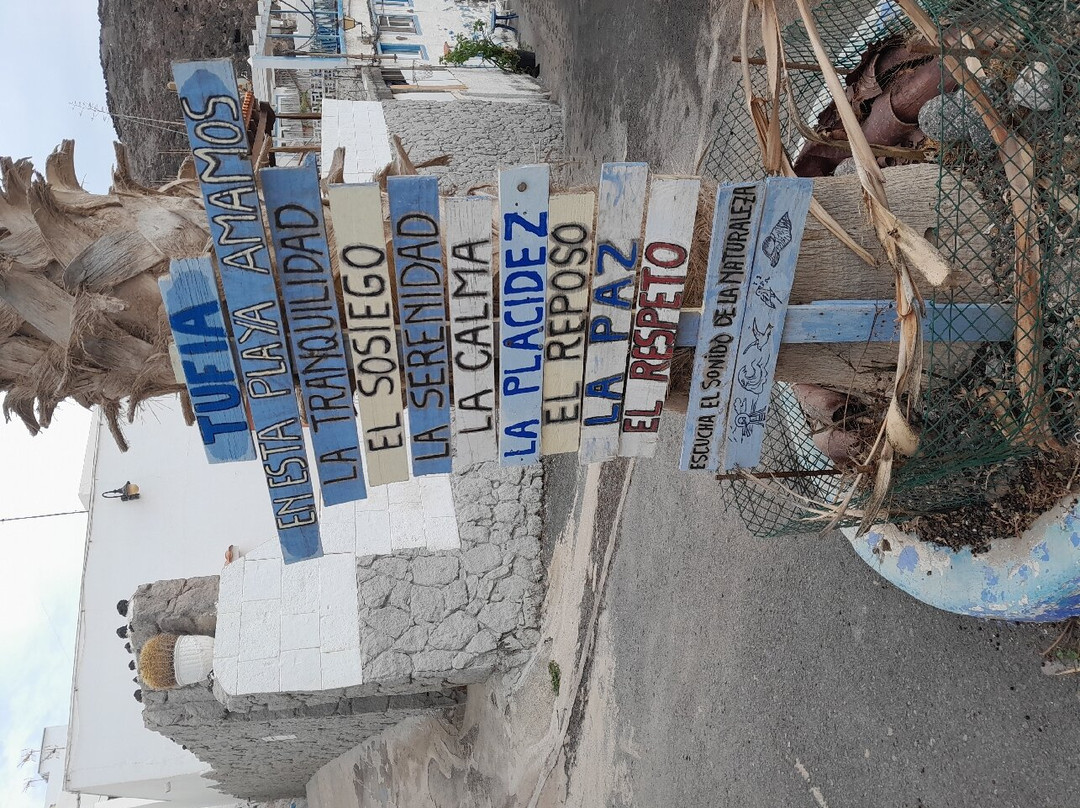 TUFIA
EN ESTA PLAYA AMAMOS
LA TRANQUILIDAD
EL SOSIEGO
LA SERENIDAD
LA CALMA
LA PLACIDEZ
EL REPOSO
LA PAZ
EL RESPETO
ESCUCHA EL SONIDO DE LA NATURALEZA